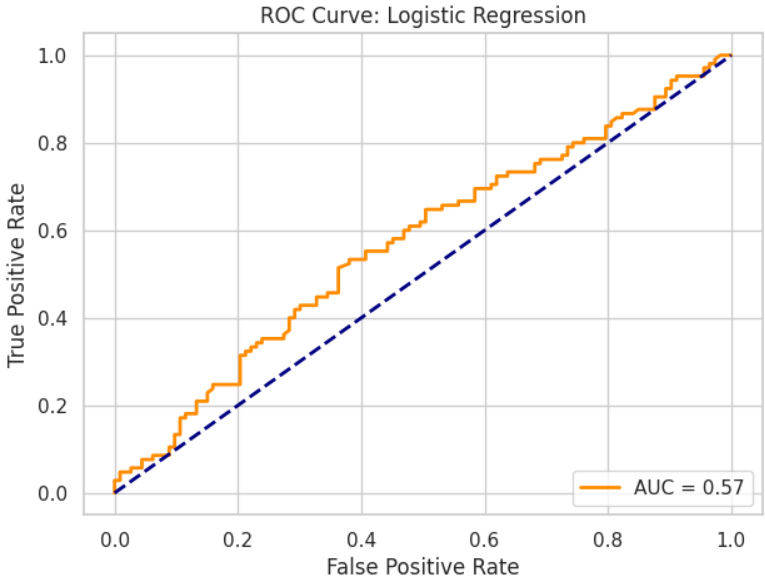 ROC Curve: Logistic Regression
True Positive Rate
1.0
0.8
0.6
0.4
0.2
0.0
AUC = 0.57
0.0 0.2 0.4 0.6 0.8 1.0
False Positive Rate